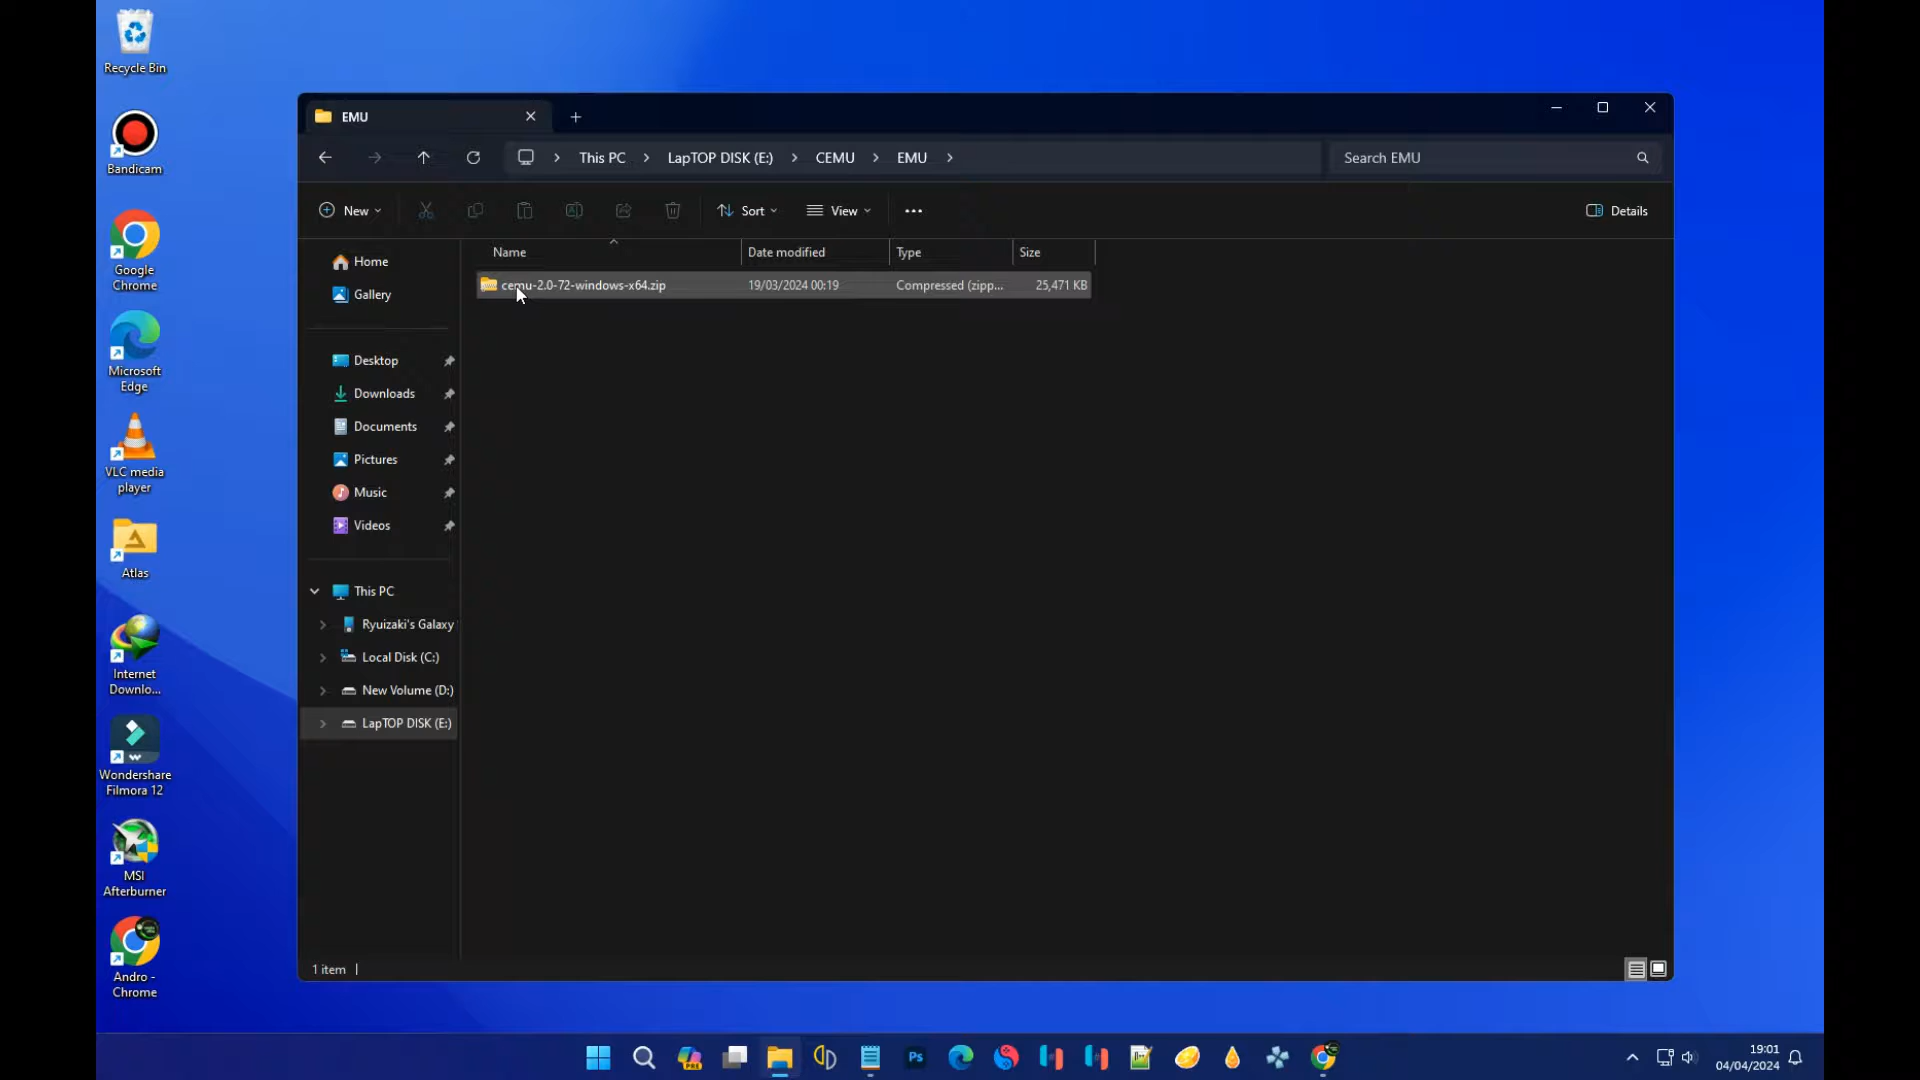 Recycle Bin
Bandicam
Google
Chrome
Microsoft
Edge
VLC media
player
Atlas
Internet
Downlo...
Wondershare
Filmora 12
MSI
Afterburner
Andro -
Chrome
EMU
This PC > LapTOP DISK (E:) > CEMU > EMU >
Search EMU
New
Sort
View
Details
Home
Gallery
Desktop
Downloads
Documents
Pictures
Music
Videos
This PC
Ryuizaki's Galaxy
Local Disk (C:)
New Volume (D:)
LapTOP DISK (E:)
Name Date modified Type Size
cemu-2.0-72-windows-x64.zip 19/03/2024 00:19 Compressed (zipp... 25,471 KB
1 item
PRE
Ps
19:01
04/04/2024